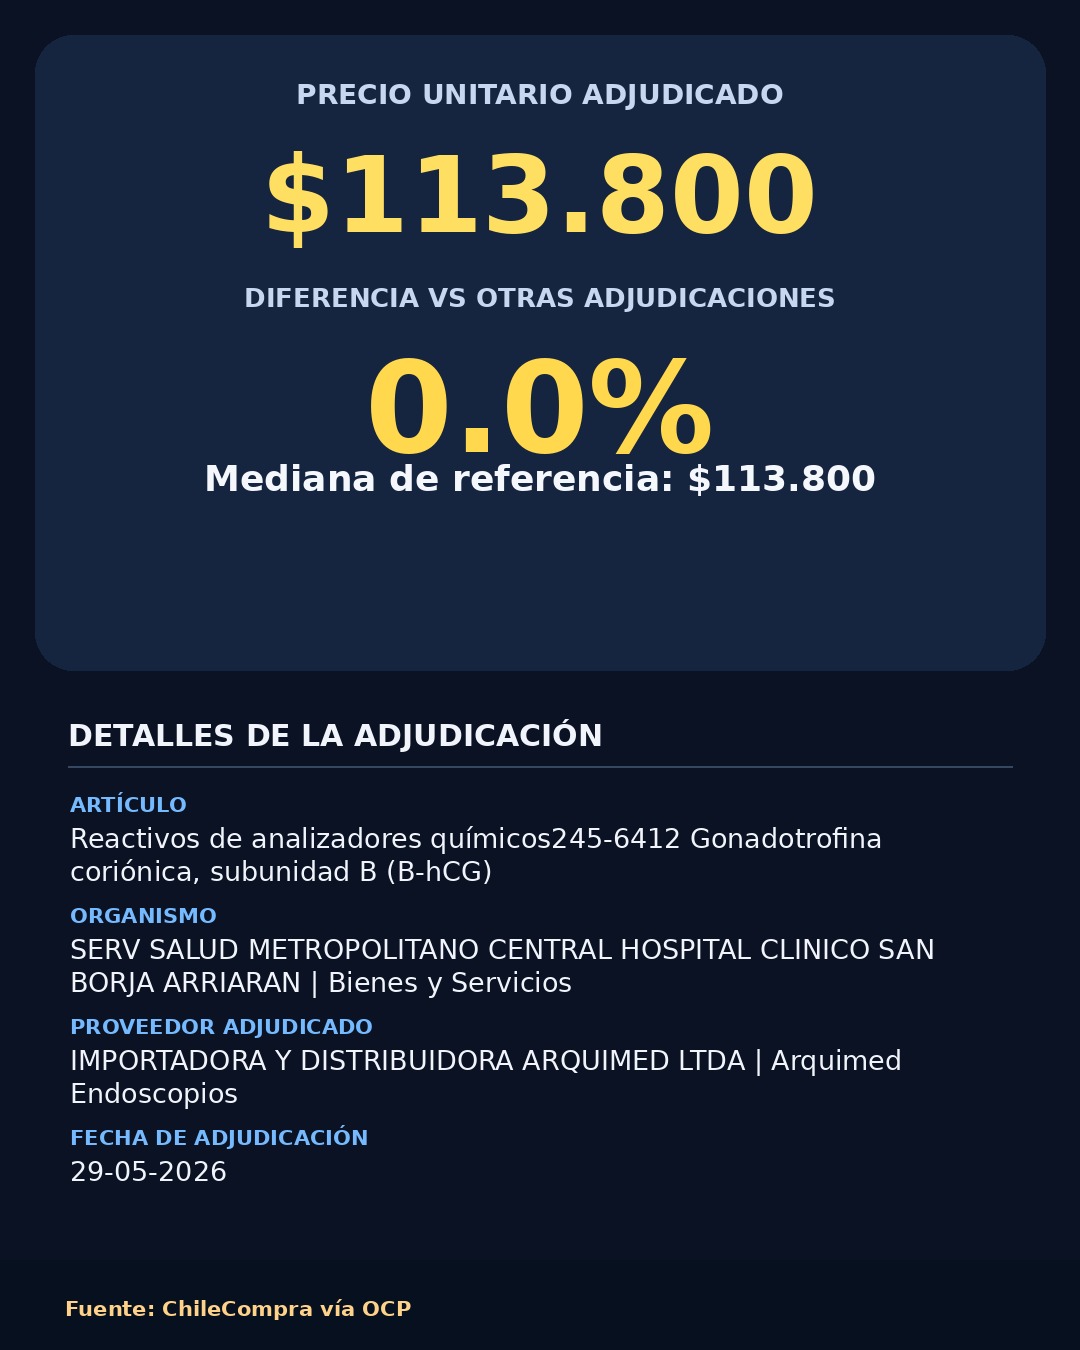 PRECIO UNITARIO ADJUDICADO
$113.800
DIFERENCIA VS OTRAS ADJUDICACIONES
0.0%
Mediana de referencia: $113.800
DETALLES DE LA ADJUDICACIÓN
ARTÍCULO
Reactivos de analizadores químicos245-6412 Gonadotrofina
coriónica, subunidad B (B-hCG)
ORGANISMO
SERV SALUD METROPOLITANO CENTRAL HOSPITAL CLINICO SAN
BORJA ARRIARAN | Bienes y Servicios
PROVEEDOR ADJUDICADO
IMPORTADORA Y DISTRIBUIDORA ARQUIMED LTDA | Arquimed
Endoscopios
FECHA DE ADJUDICACIÓN
29-05-2026
Fuente: ChileCompra vía OCP